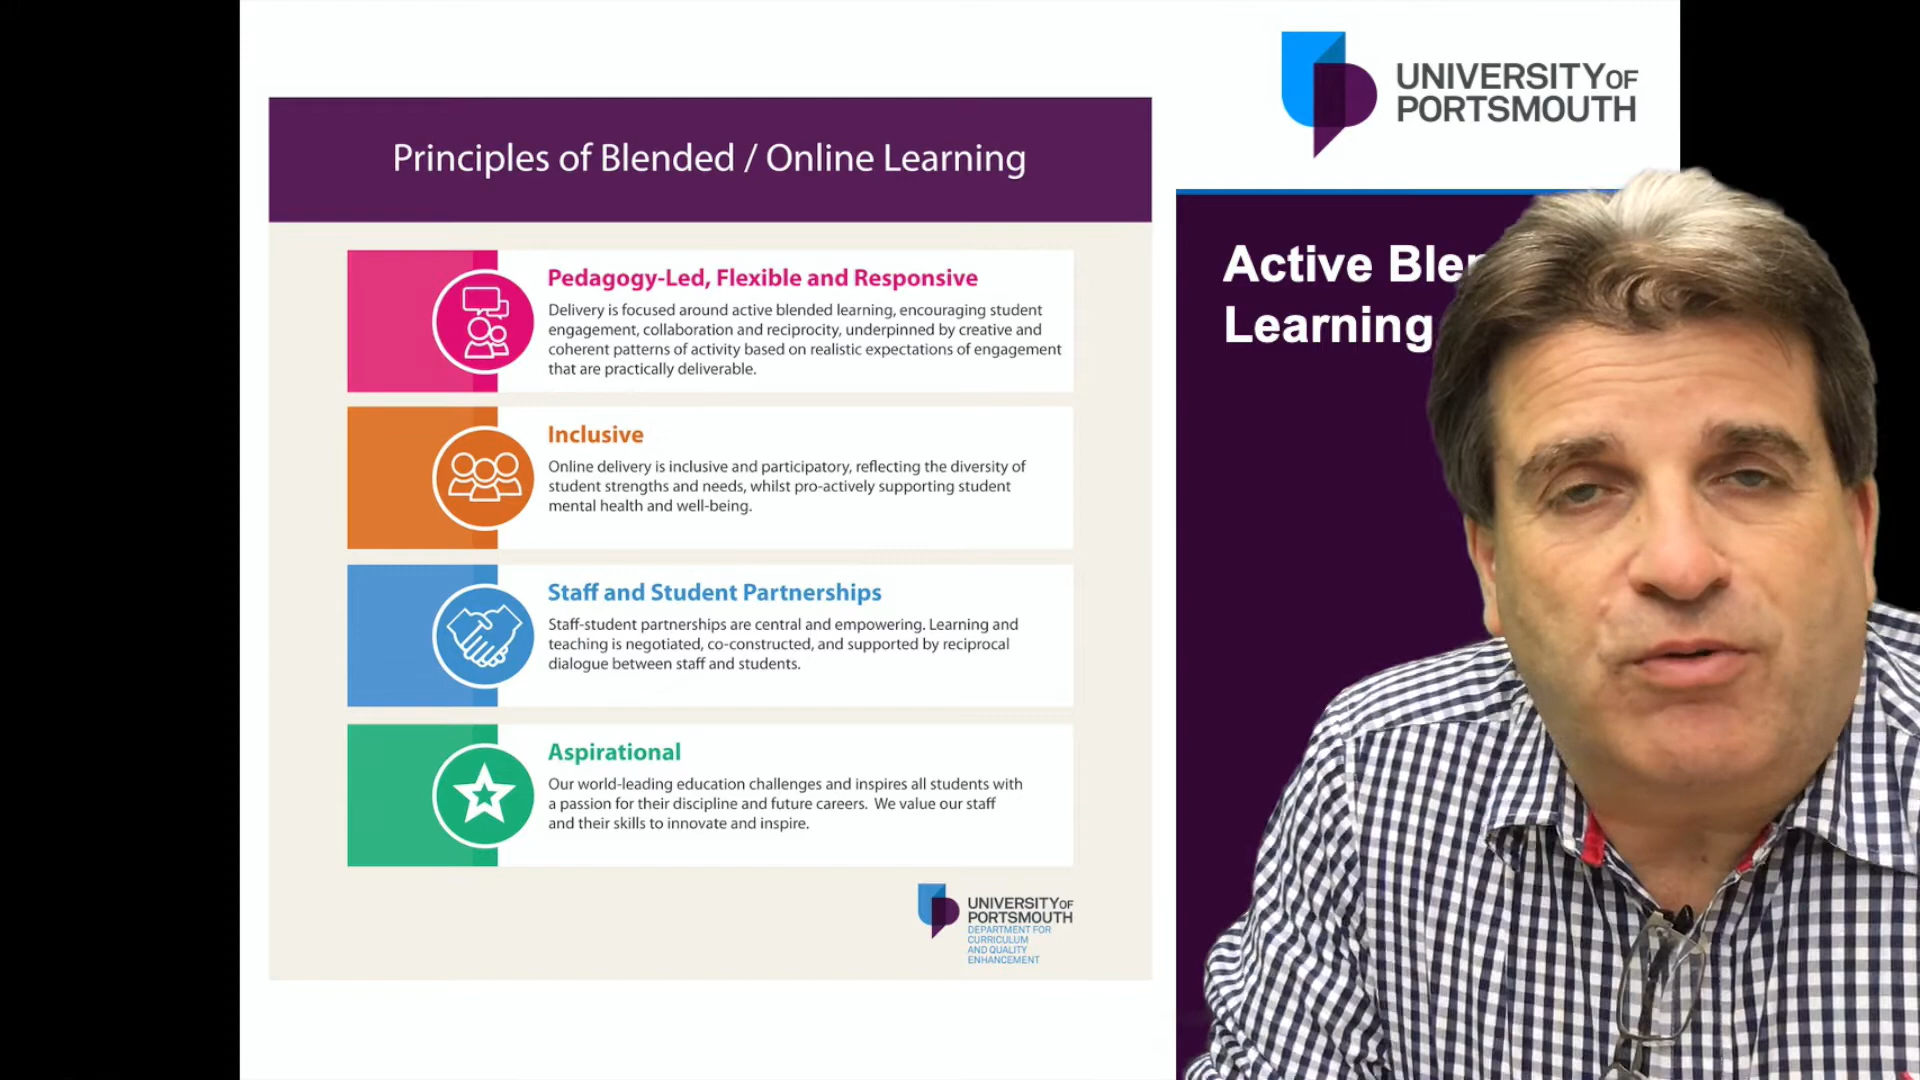 Principles of Blended / Online Learning
Pedagogy-Led, Flexible and Responsive
Delivery is focused around active blended learning, encouraging student
engagement, collaboration and reciprocity, underpinned by creative and
coherent patterns of activity based on realistic expectations of engagement
that are practically deliverable.
Inclusive
Online delivery is inclusive and participatory, reflecting the diversity of
student strengths and needs, whilst pro-actively supporting student
mental health and well-being.
Staff and Student Partnerships
Staff-student partnerships are central and empowering. Learning and
teaching is negotiated, co-constructed, and supported by reciprocal
dialogue between staff and students.
Aspirational
Our world-leading education challenges and inspires all students with
a passion for their discipline and future careers. We value our staff
and their skills to innovate and inspire.
UNIVERSITY OF
PORTSMOUTH
DEPARTMENT FOR
CURRICULUM
AND QUALITY
ENHANCEMENT
UNIVERSITY OF
PORTSMOUTH
Active
Learning